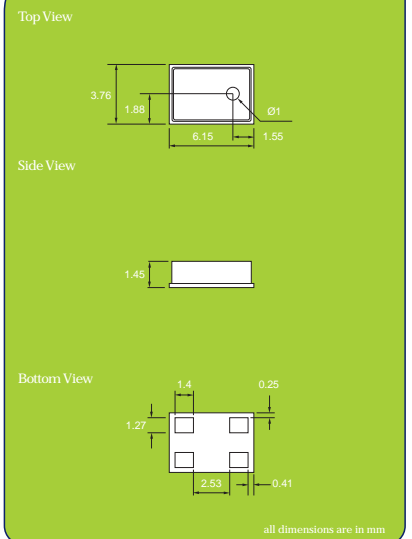 Top View
3.76
1.88
Ø1
6.15
1.55
Side View
1.45
Bottom View
1.4
0.25
1.27
2.53
0.41
all dimensions are in mm